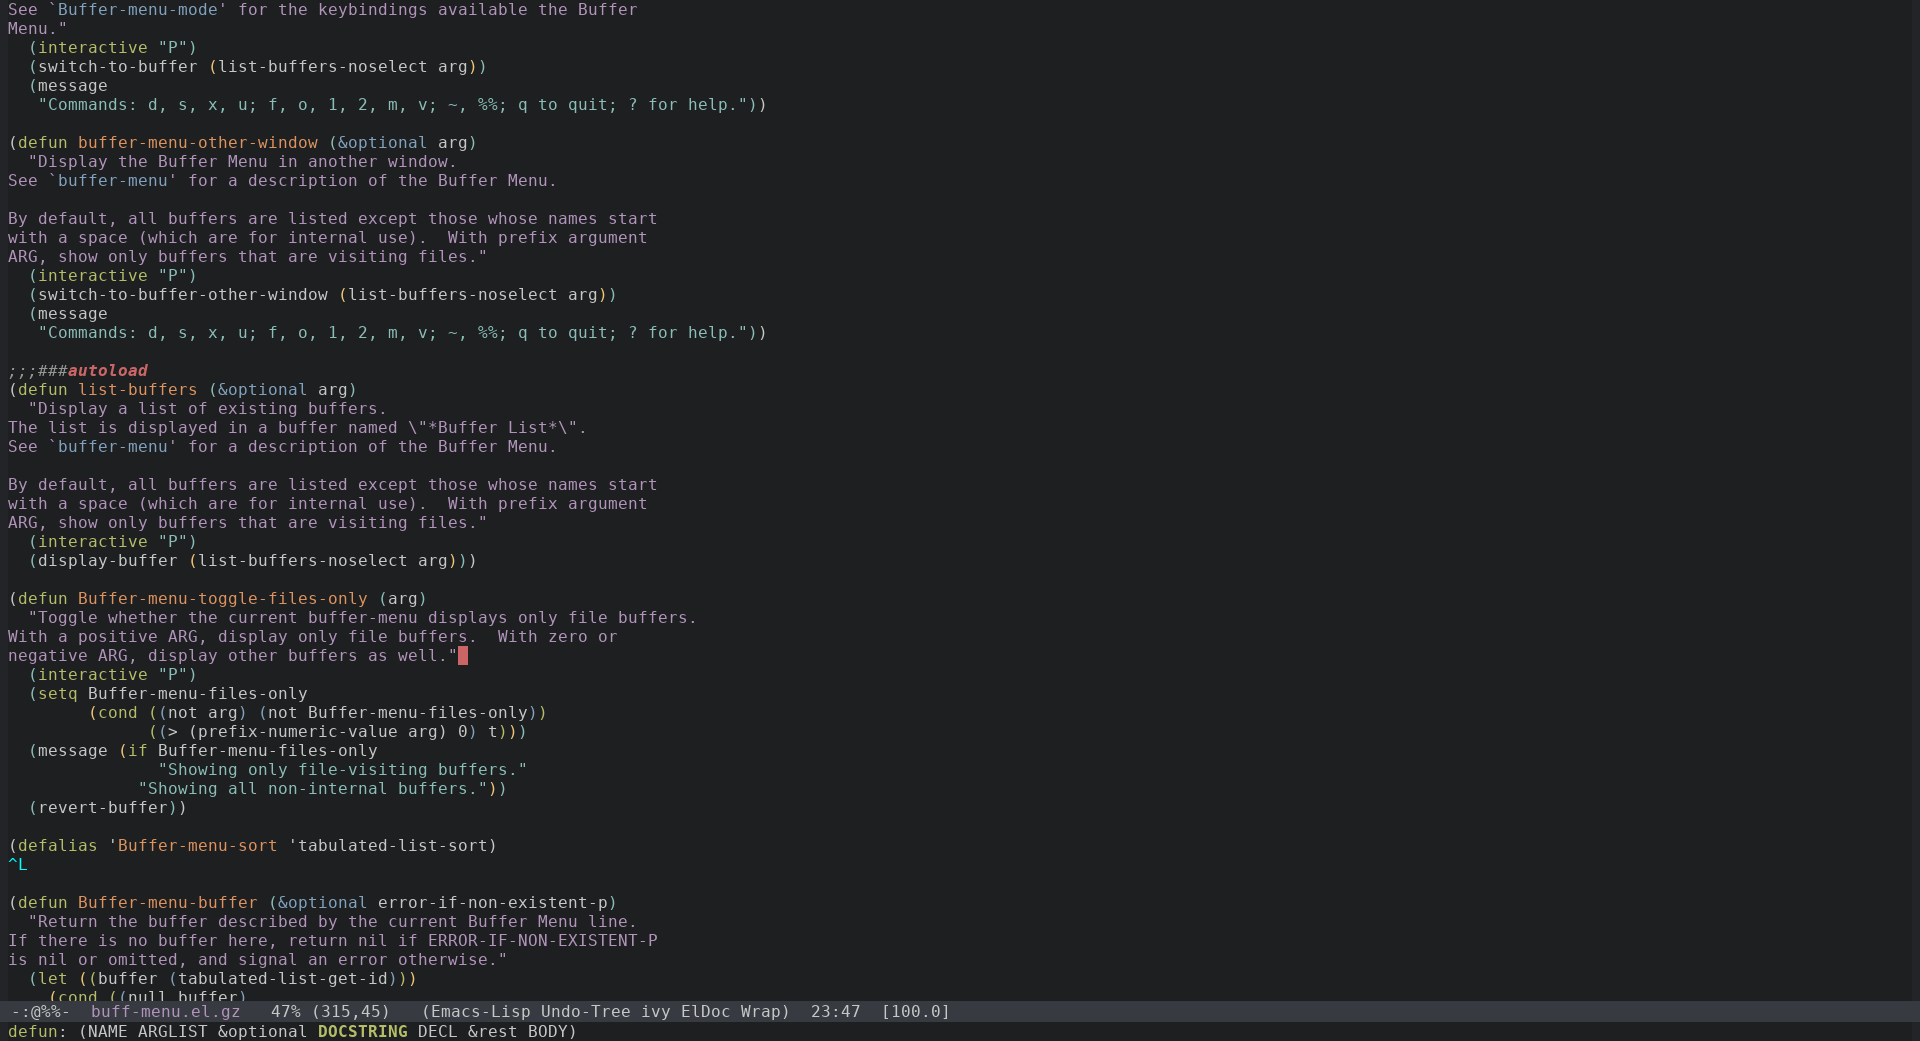 See `Buffer-menu-mode' for the keybindings available the Buffer
Menu."
  (interactive "P")
  (switch-to-buffer (list-buffers-noselect arg))
  (message
   "Commands: d, s, x, u; f, o, 1, 2, m, v; ~, %%; q to quit; ? for help."))

(defun buffer-menu-other-window (&optional arg)
  "Display the Buffer Menu in another window.
See `buffer-menu' for a description of the Buffer Menu.

By default, all buffers are listed except those whose names start
with a space (which are for internal use).  With prefix argument
ARG, show only buffers that are visiting files."
  (interactive "P")
  (switch-to-buffer-other-window (list-buffers-noselect arg))
  (message
   "Commands: d, s, x, u; f, o, 1, 2, m, v; ~, %%; q to quit; ? for help."))

;;;###autoload
(defun list-buffers (&optional arg)
  "Display a list of existing buffers.
The list is displayed in a buffer named \"*Buffer List*\".
See `buffer-menu' for a description of the Buffer Menu.

By default, all buffers are listed except those whose names start
with a space (which are for internal use).  With prefix argument
ARG, show only buffers that are visiting files."
  (interactive "P")
  (display-buffer (list-buffers-noselect arg)))

(defun Buffer-menu-toggle-files-only (arg)
  "Toggle whether the current buffer-menu displays only file buffers.
With a positive ARG, display only file buffers.  With zero or
negative ARG, display other buffers as well."
  (interactive "P")
  (setq Buffer-menu-files-only
        (cond ((not arg) (not Buffer-menu-files-only))
              ((> (prefix-numeric-value arg) 0) t)))
  (message (if Buffer-menu-files-only
               "Showing only file-visiting buffers."
             "Showing all non-internal buffers."))
  (revert-buffer))

(defalias 'Buffer-menu-sort 'tabulated-list-sort)
^L

(defun Buffer-menu-buffer (&optional error-if-non-existent-p)
  "Return the buffer described by the current Buffer Menu line.
If there is no buffer here, return nil if ERROR-IF-NON-EXISTENT-P
is nil or omitted, and signal an error otherwise."
  (let ((buffer (tabulated-list-get-id)))
    (cond ((null buffer)
-:@%%-  buff-menu.el.gz   47% (315,45)   (Emacs-Lisp Undo-Tree ivy ElDoc Wrap)  23:47  [100.0]
defun: (NAME ARGLIST &optional DOCSTRING DECL &rest BODY)